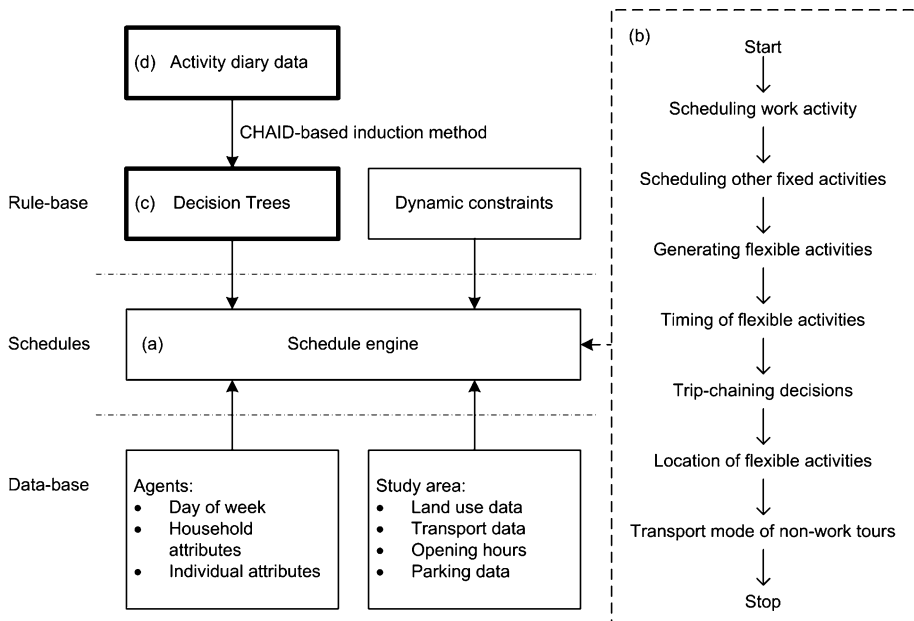 (d) Activity diary data
CHAID-based induction method
Rule-base
(c) Decision Trees
Dynamic constraints
Schedules
(a) Schedule engine
Data-base
Agents:
• Day of week
• Household
attributes
• Individual attributes
Study area:
• Land use data
• Transport data
• Opening hours
• Parking data
(b)
Start
Scheduling work activity
Scheduling other fixed activities
Generating flexible activities
Timing of flexible activities
Trip-chaining decisions
Location of flexible activities
Transport mode of non-work tours
Stop